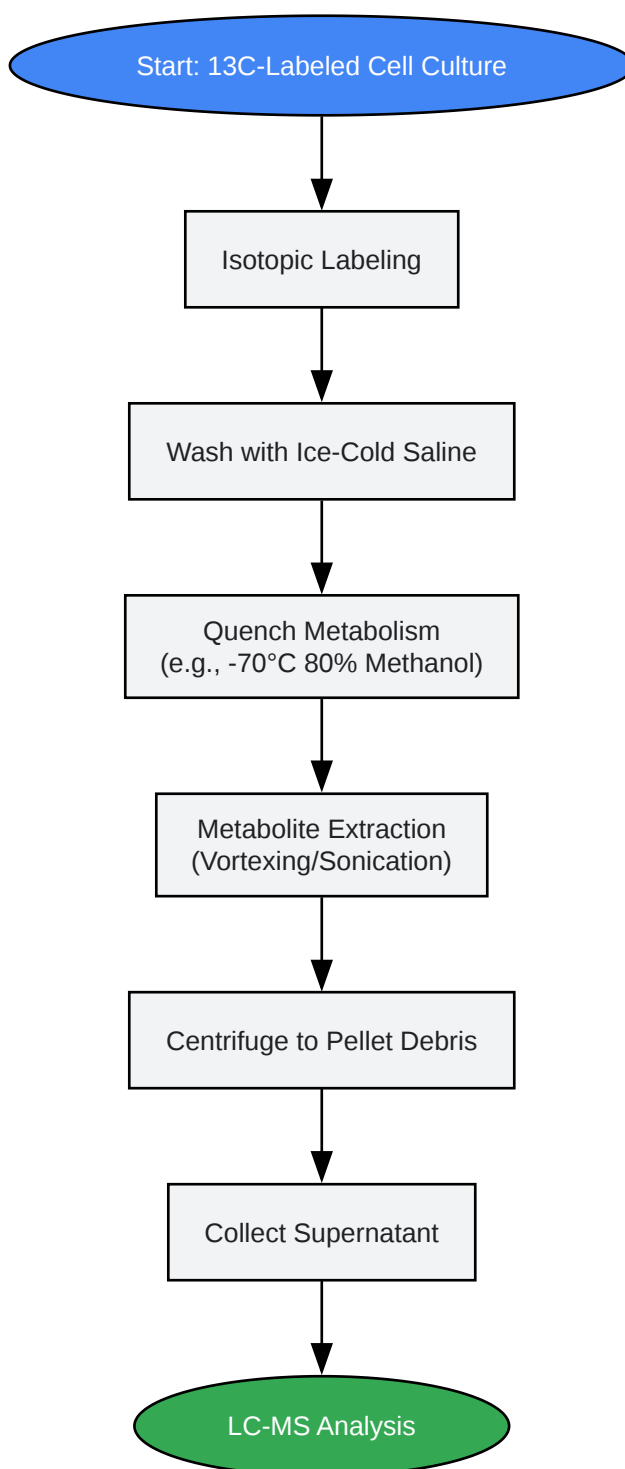 Start: 13C-Labeled Cell Culture
Isotopic Labeling
Wash with Ice-Cold Saline
Quench Metabolism
(e.g., -70°C 80% Methanol)
Metabolite Extraction
(Vortexing/Sonication)
Centrifuge to Pellet Debris
Collect Supernatant
LC-MS Analysis